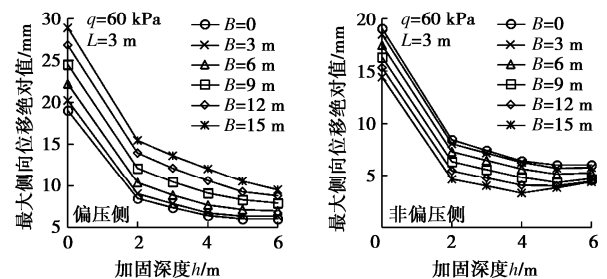 最大侧向位移绝对值/mm
30
25
20
15
10
5
q=60 kPa
L=3 m
B=0
B=3 m
B=6 m
B=9 m
B=12 m
B=15 m
偏压侧
0 2 4 6
加固深度h/m
最大侧向位移绝对值/mm
20
15
10
5
0
q=60 kPa
L=3 m
B=0
B=3 m
B=6 m
B=9 m
B=12 m
B=15 m
非偏压侧
0 2 4 6
加固深度h/m